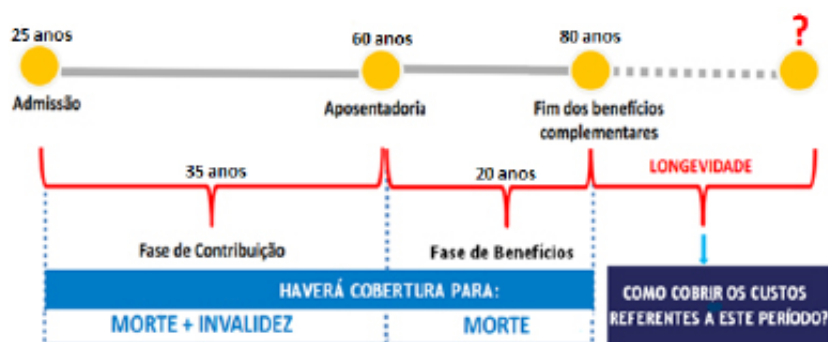 25 anos
60 anos
80 anos
?
Admissão
Aposentadoria
Fim dos benefícios
complementares
35 anos
20 anos
LONGEVIDADE
Fase de Contribuição
Fase de Benefícios
HAVERÁ COBERTURA PARA:
MORTE + INVALIDEZ
MORTE
COMO COBRIR OS CUSTOS
REFERENTES A ESTE PERÍODO?